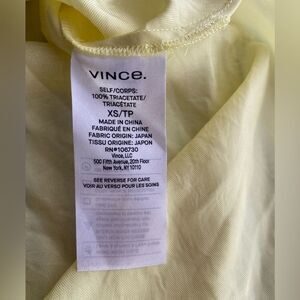 VINCE.
SELF/CORPS:
100% TRIACETATE/
TRIACÉTATE
XS/TP
MADE IN CHINA
FABRIQUÉ EN CHINE
FABRIC ORIGIN: JAPAN
TISSU ORIGINE: JAPON
RN#106730
Vince, LLC
500 Fifth Avenue, 20th Floor
New York, NY 10110
SEE REVERSE FOR CARE
VOIR AU VERSO POUR LES SOINS